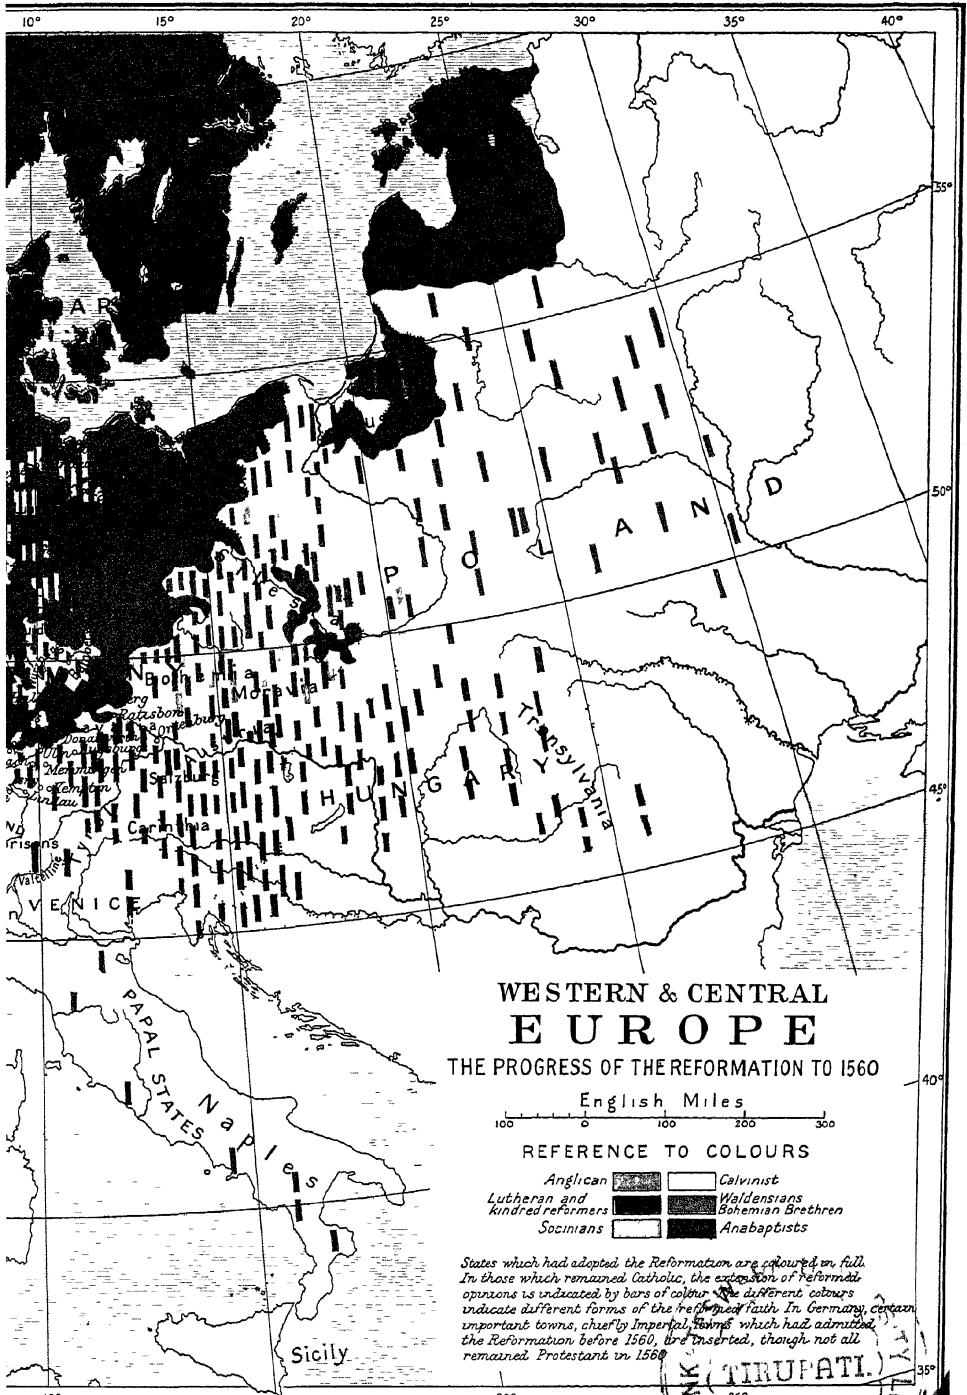 10° 15° 20° 25° 30° 35° 40°
55°
50°
45°
40°
35°
POLAND
Bohemia
Moravia
Ratisbon
Ortenburg
Donauwörth
Ulm Augsburg
Memmingen
Kempten
Lindau
Salzburg
HUNGARY
Transylvania
Carinthia
Valtelline
VENICE
PAPAL STATES
Naples
Sicily
WESTERN & CENTRAL
EUROPE
THE PROGRESS OF THE REFORMATION TO 1560
English Miles
100 0 100 200 300
REFERENCE TO COLOURS
Anglican Calvinist
Lutheran and kindred reformers Waldensians Bohemian Brethren
Socinians Anabaptists
States which had adopted the Reformation are coloured in full.
In those which remained Catholic, the extension of reformed
opinions is indicated by bars of colour The different colours
indicate different forms of the reformed faith In Germany, certain
important towns, chiefly Imperial Towns which had admitted
the Reformation before 1560, are inserted, though not all
remained Protestant in 1560
TIRUPATI.